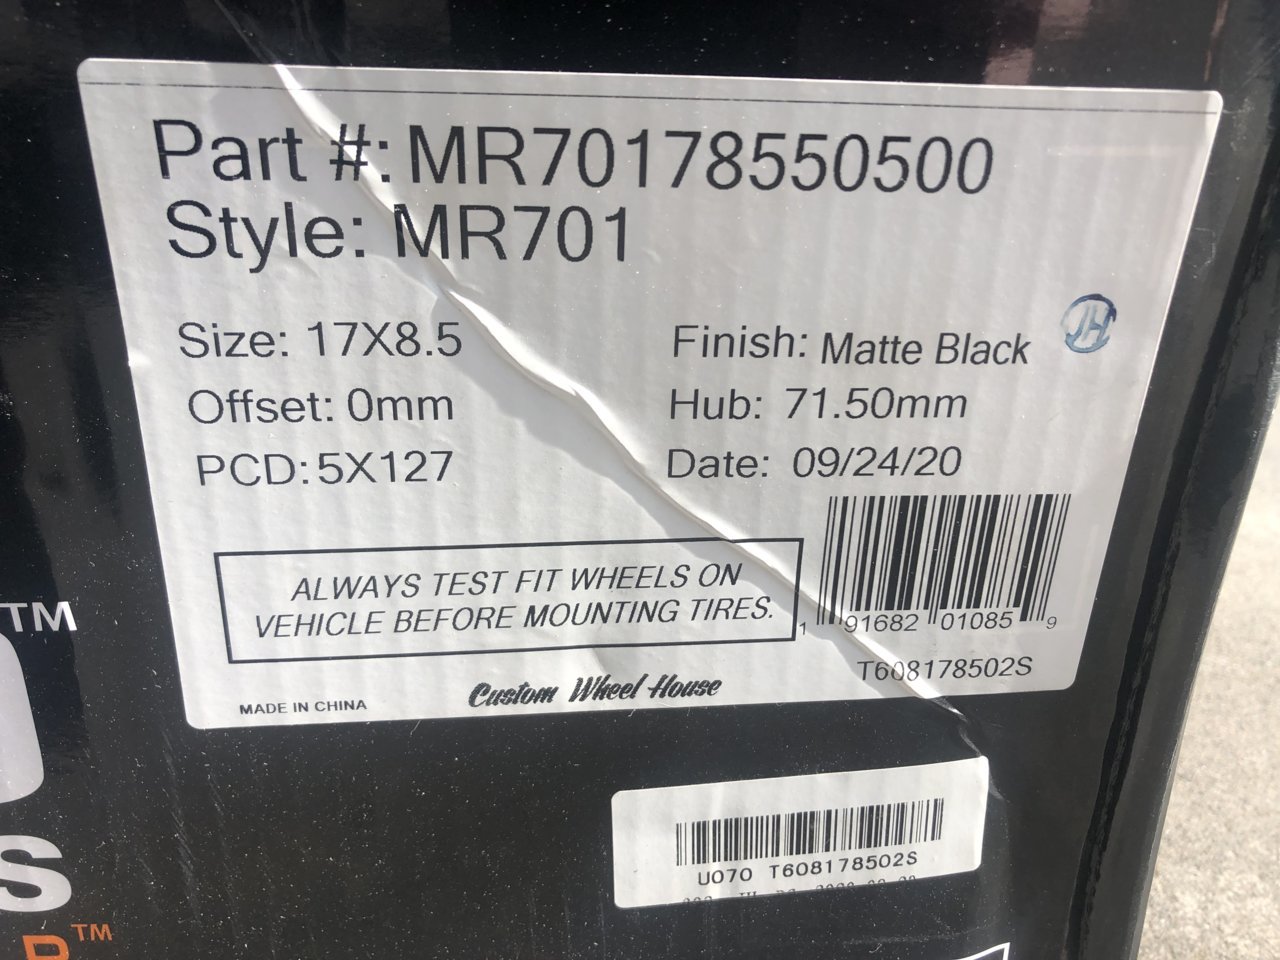 Part #: MR70178550500
Style: MR701
Size: 17X8.5
Finish: Matte Black
JH
Offset: 0mm
Hub: 71.50mm
PCD: 5X127
Date: 09/24/20
ALWAYS TEST FIT WHEELS ON
VEHICLE BEFORE MOUNTING TIRES.
1 91682 01085 9
T608178502S
MADE IN CHINA
Custom Wheel House
U070 T608178502S
TM
S
TM